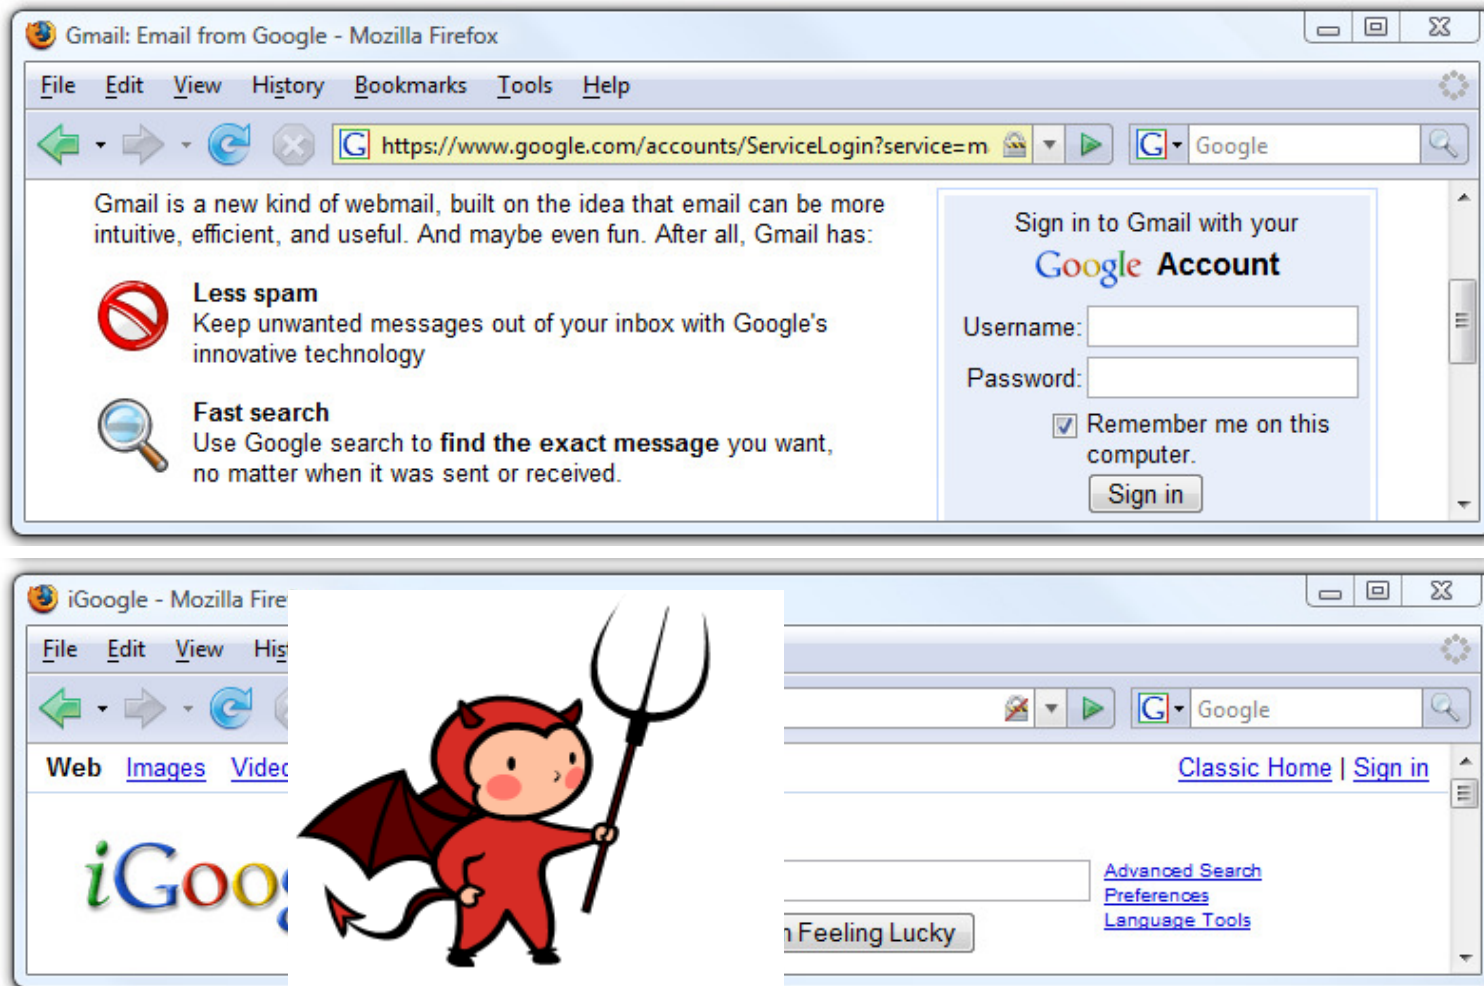 Gmail: Email from Google - Mozilla Firefox
File Edit View History Bookmarks Tools Help
https://www.google.com/accounts/ServiceLogin?service=m
Google
Gmail is a new kind of webmail, built on the idea that email can be more
intuitive, efficient, and useful. And maybe even fun. After all, Gmail has:
Less spam
Keep unwanted messages out of your inbox with Google's
innovative technology
Fast search
Use Google search to find the exact message you want,
no matter when it was sent or received.
Sign in to Gmail with your
Google Account
Username:
Password:
Remember me on this
computer.
Sign in
iGoogle - Mozilla Fire
File Edit View His
Google
Web Images Video
Classic Home | Sign in
iGoog
Advanced Search
Preferences
Language Tools
Feeling Lucky